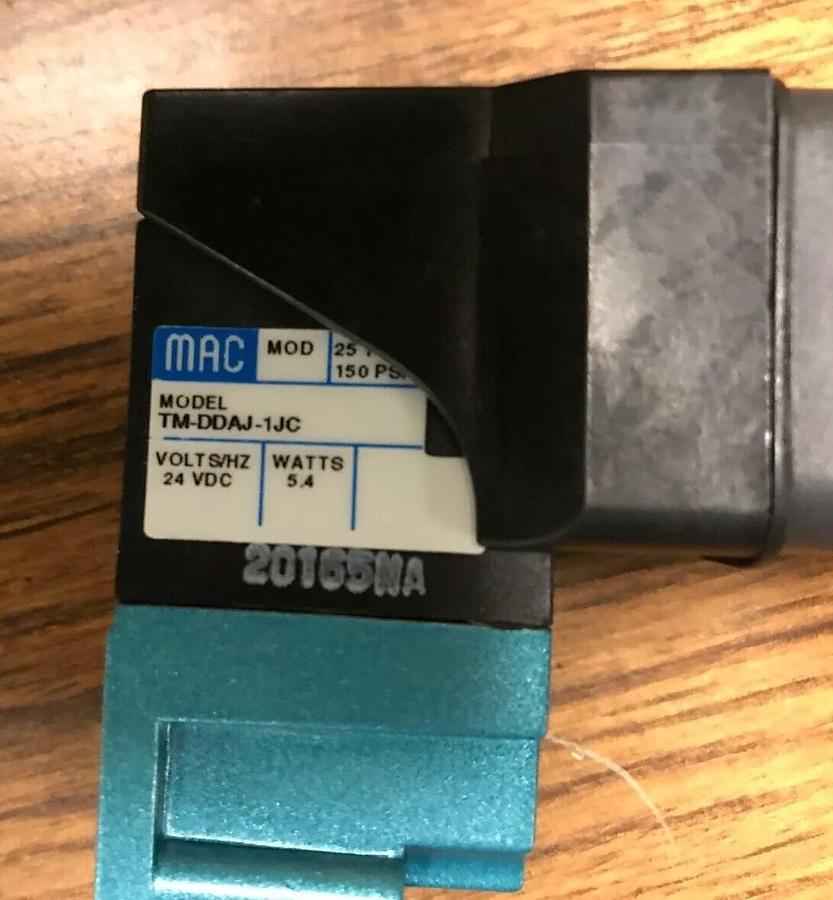 MAC
MOD
25
150 PS
MODEL
TM-DDAJ-1JC
VOLTS/HZ
24 VDC
WATTS
5.4
20165NA